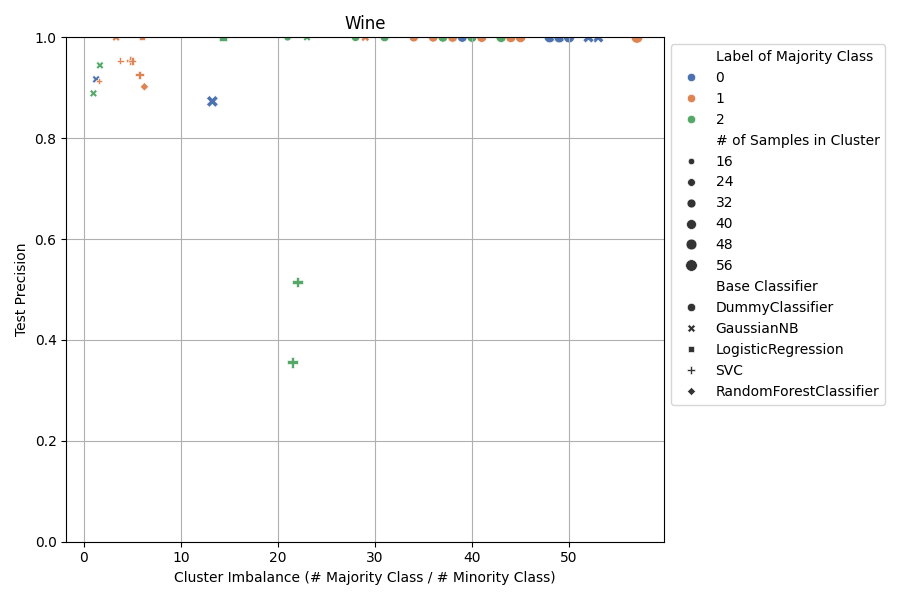 Wine
1.0
0.8
0.6
0.4
0.2
0.0
Test Precision
0
10
20
30
40
50
Cluster Imbalance (# Majority Class / # Minority Class)
Label of Majority Class
0
1
2
# of Samples in Cluster
16
24
32
40
48
56
Base Classifier
DummyClassifier
GaussianNB
LogisticRegression
SVC
RandomForestClassifier